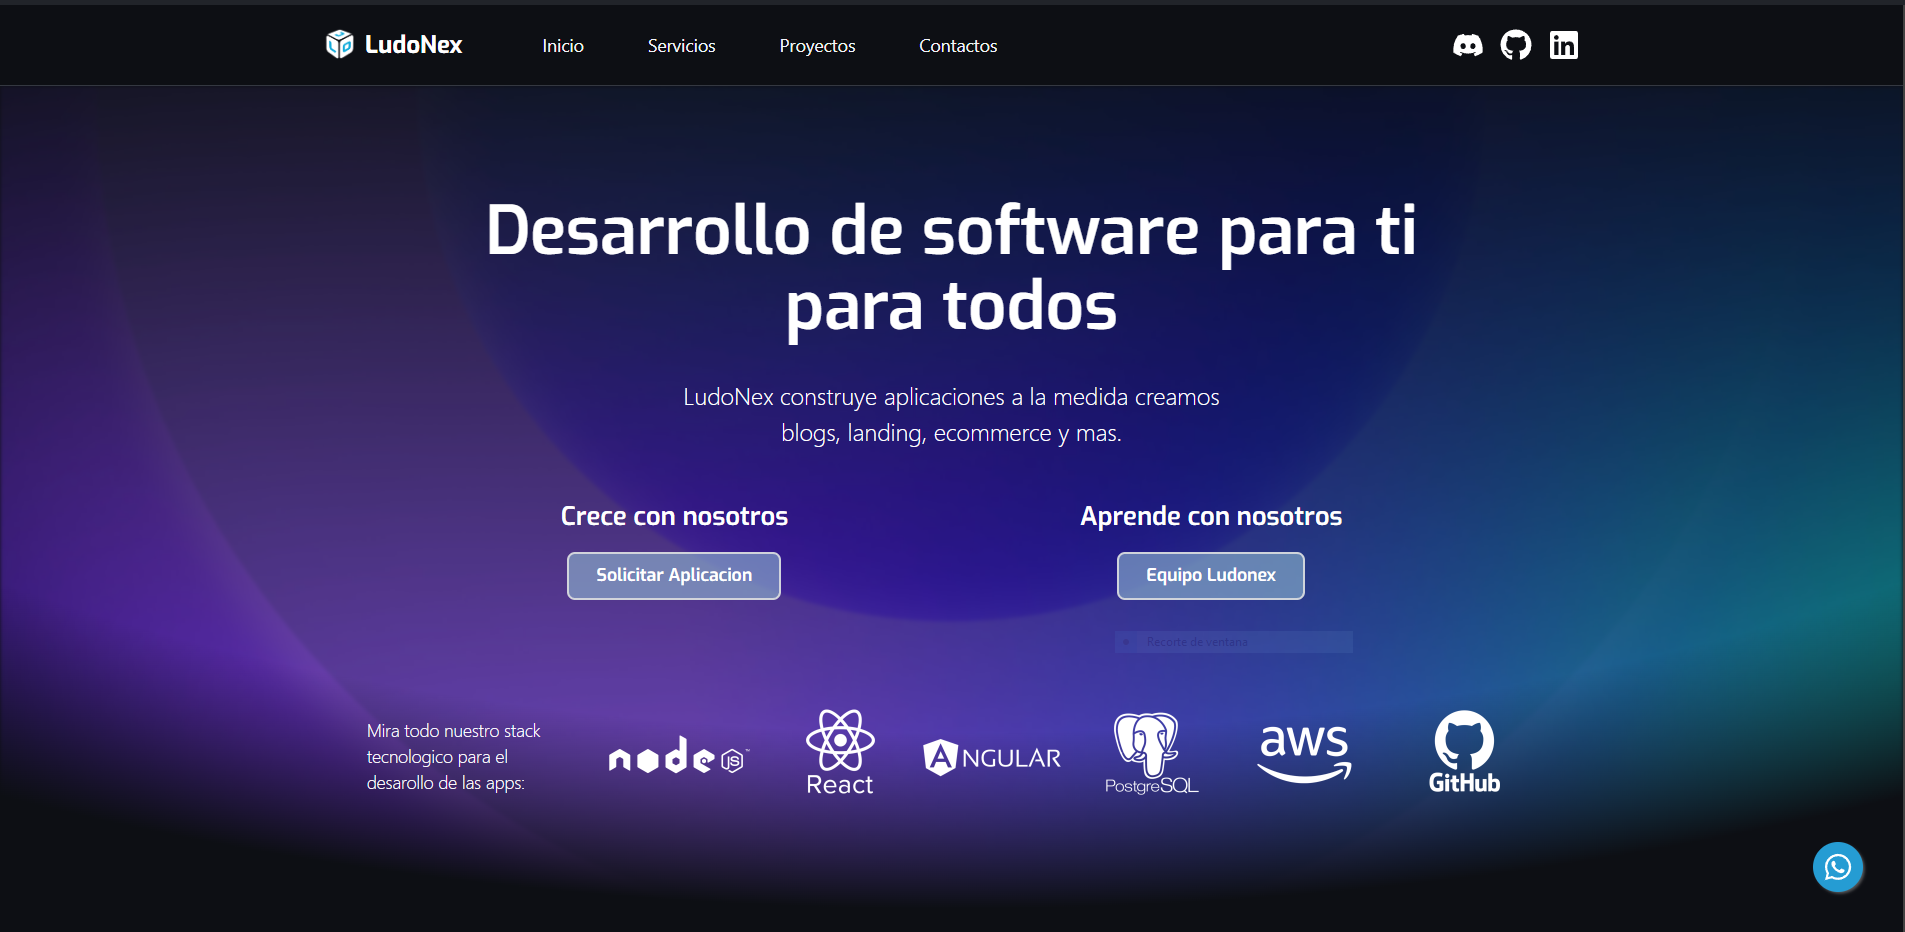 LudoNex
Inicio
Servicios
Proyectos
Contactos
in
Desarrollo de software para ti
para todos
LudoNex construye aplicaciones a la medida creamos
blogs, landing, ecommerce y mas.
Crece con nosotros
Aprende con nosotros
Solicitar Aplicacion
Equipo Ludonex
Recorte de ventana
Mira todo nuestro stack
tecnologico para el
desarollo de las apps:
node JS ™
React
ANGULAR
PostgreSQL
aws
GitHub